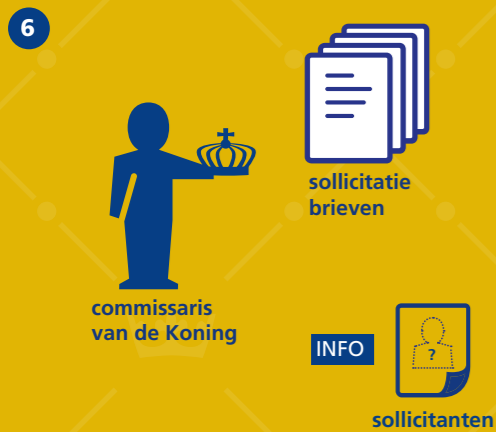 6
sollicitatie
brieven
commissaris
van de Koning
INFO
?
sollicitanten